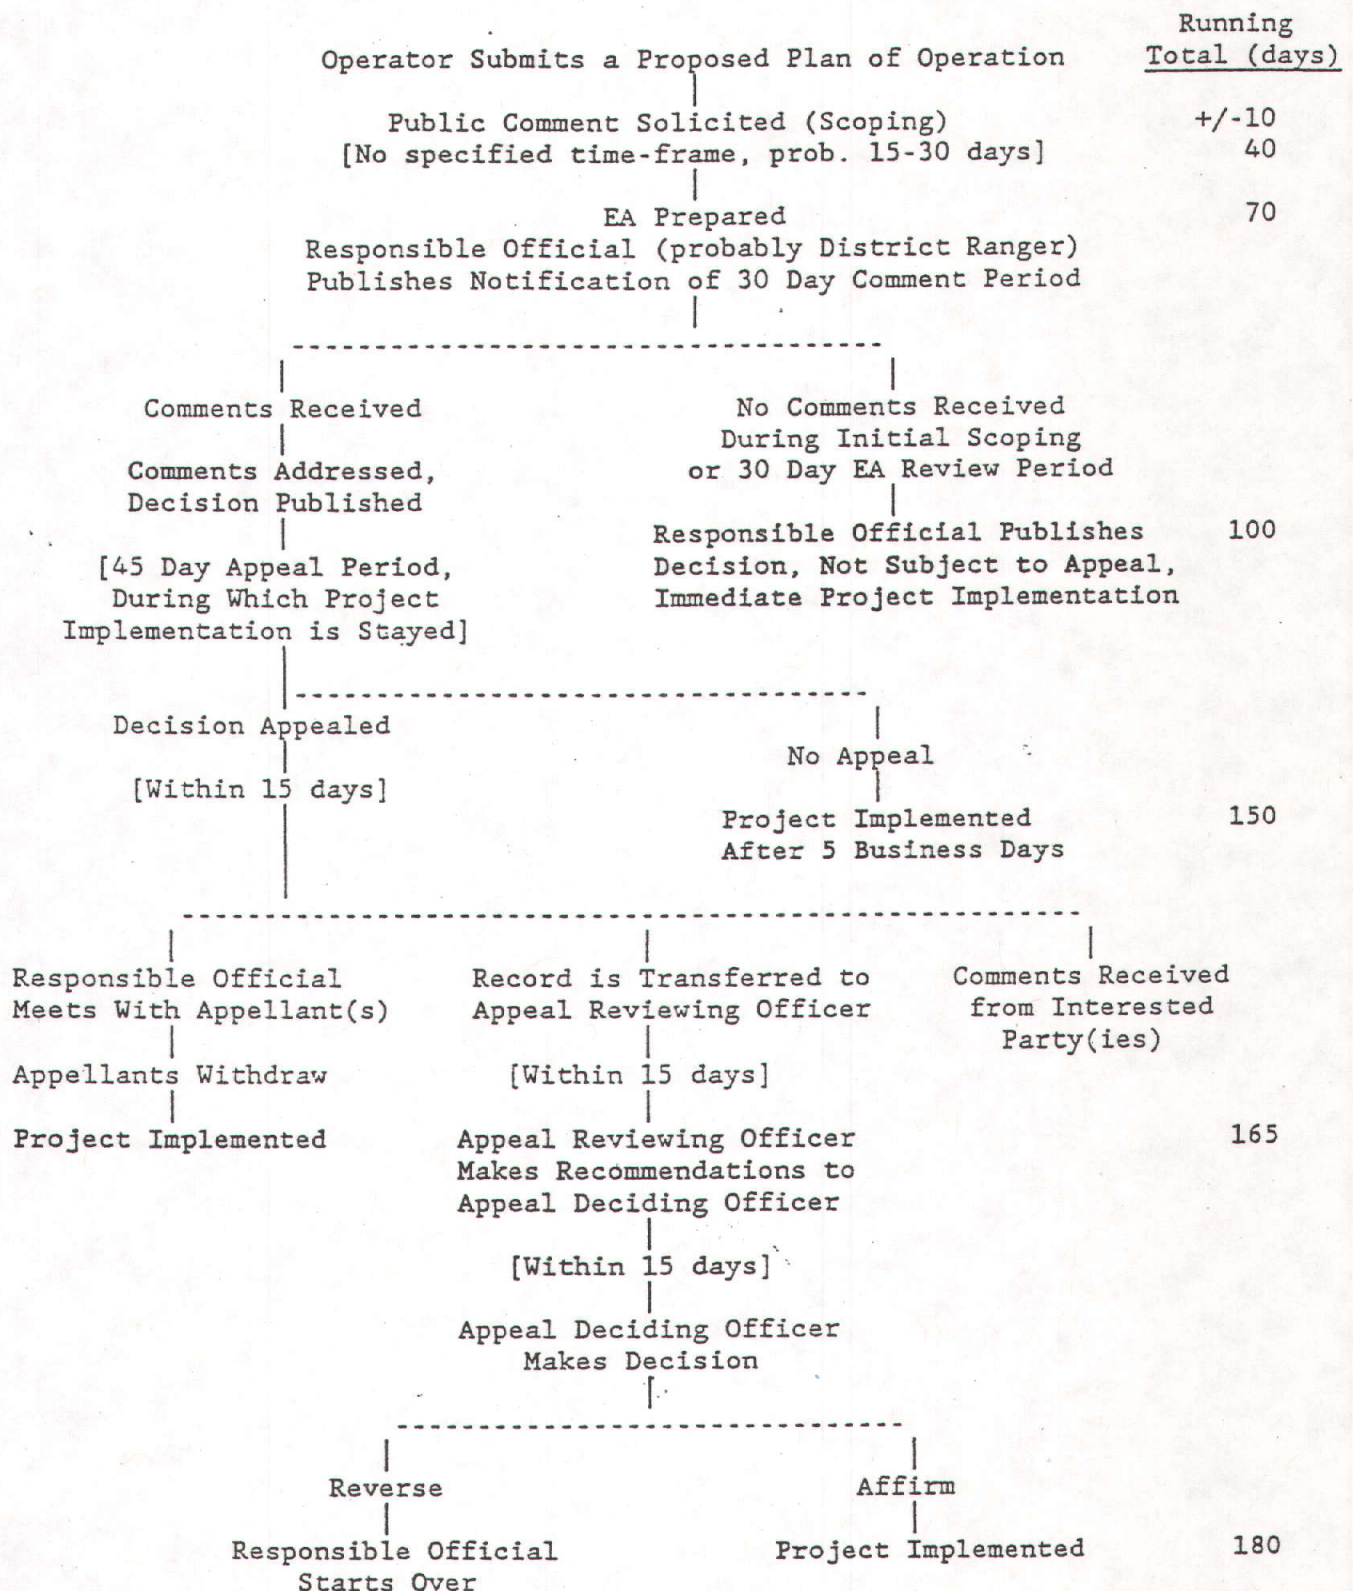 Running
Operator Submits a Proposed Plan of Operation Total (days)
Public Comment Solicited (Scoping) +/-10
[No specified time-frame, prob. 15-30 days] 40
EA Prepared 70
Responsible Official (probably District Ranger)
Publishes Notification of 30 Day Comment Period
Comments Received
No Comments Received
During Initial Scoping
or 30 Day EA Review Period
Comments Addressed,
Decision Published
Responsible Official Publishes 100
Decision, Not Subject to Appeal,
Immediate Project Implementation
[45 Day Appeal Period,
During Which Project
Implementation is Stayed]
Decision Appealed
No Appeal
[Within 15 days]
Project Implemented 150
After 5 Business Days
Responsible Official
Meets With Appellant(s)
Record is Transferred to
Appeal Reviewing Officer
Comments Received
from Interested
Party(ies)
Appellants Withdraw
[Within 15 days]
Project Implemented
Appeal Reviewing Officer 165
Makes Recommendations to
Appeal Deciding Officer
[Within 15 days]
Appeal Deciding Officer
Makes Decision
Reverse
Affirm
Responsible Official
Starts Over
Project Implemented 180